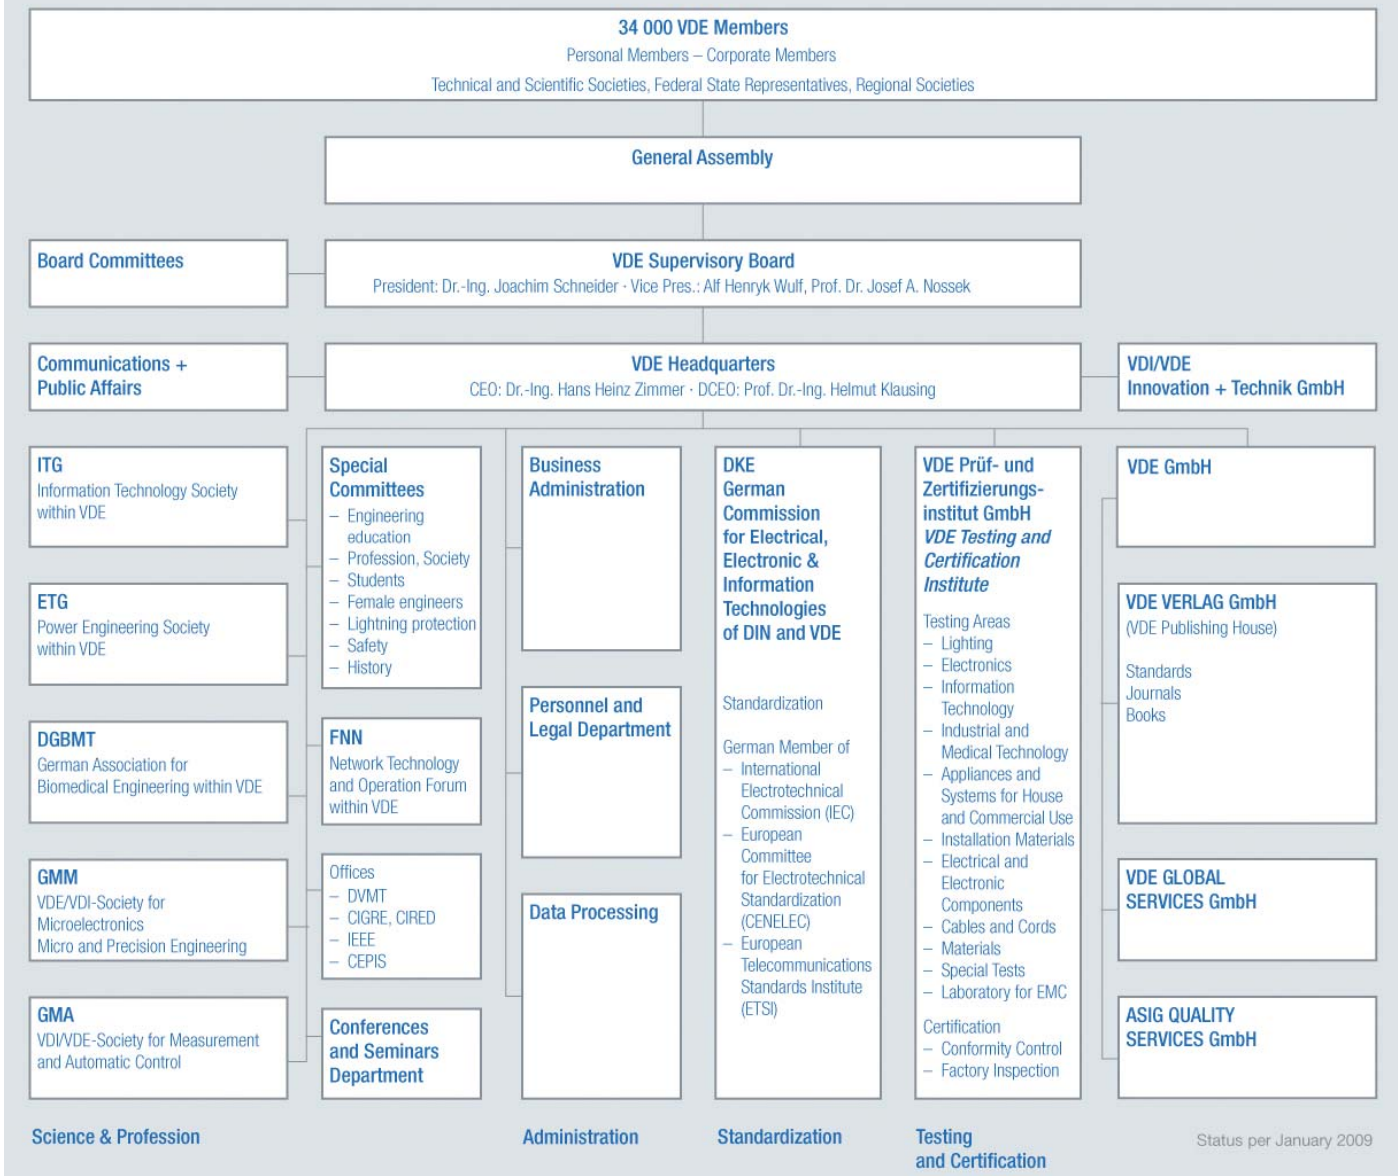 34 000 VDE Members
Personal Members – Corporate Members
Technical and Scientific Societies, Federal State Representatives, Regional Societies
General Assembly
Board Committees
VDE Supervisory Board
President: Dr.-Ing. Joachim Schneider · Vice Pres.: Alf Henryk Wulf, Prof. Dr. Josef A. Nossek
Communications +
Public Affairs
VDE Headquarters
CEO: Dr.-Ing. Hans Heinz Zimmer · DCEO: Prof. Dr.-Ing. Helmut Klausing
VDI/VDE
Innovation + Technik GmbH
ITG
Information Technology Society
within VDE
ETG
Power Engineering Society
within VDE
DGBMT
German Association for
Biomedical Engineering within VDE
GMM
VDE/VDI-Society for
Microelectronics
Micro and Precision Engineering
GMA
VDI/VDE-Society for Measurement
and Automatic Control
Special
Committees
– Engineering
education
– Profession, Society
– Students
– Female engineers
– Lightning protection
– Safety
– History
FNN
Network Technology
and Operation Forum
within VDE
Offices
– DVMT
– CIGRE, CIRED
– IEEE
– CEPIS
Conferences
and Seminars
Department
Business
Administration
Personnel and
Legal Department
Data Processing
DKE
German
Commission
for Electrical,
Electronic &
Information
Technologies
of DIN and VDE
Standardization
German Member of
– International
Electrotechnical
Commission (IEC)
– European
Committee
for Electrotechnical
Standardization
(CENELEC)
– European
Telecommunications
Standards Institute
(ETSI)
VDE Prüf- und
Zertifizierungs-
institut GmbH
VDE Testing and
Certification
Institute
Testing Areas
– Lighting
– Electronics
– Information
Technology
– Industrial and
Medical Technology
– Appliances and
Systems for House
and Commercial Use
– Installation Materials
– Electrical and
Electronic
Components
– Cables and Cords
– Materials
– Special Tests
– Laboratory for EMC
Certification
– Conformity Control
– Factory Inspection
VDE GmbH
VDE VERLAG GmbH
(VDE Publishing House)
Standards
Journals
Books
VDE GLOBAL
SERVICES GmbH
ASIG QUALITY
SERVICES GmbH
Science & Profession
Administration
Standardization
Testing
and Certification
Status per January 2009